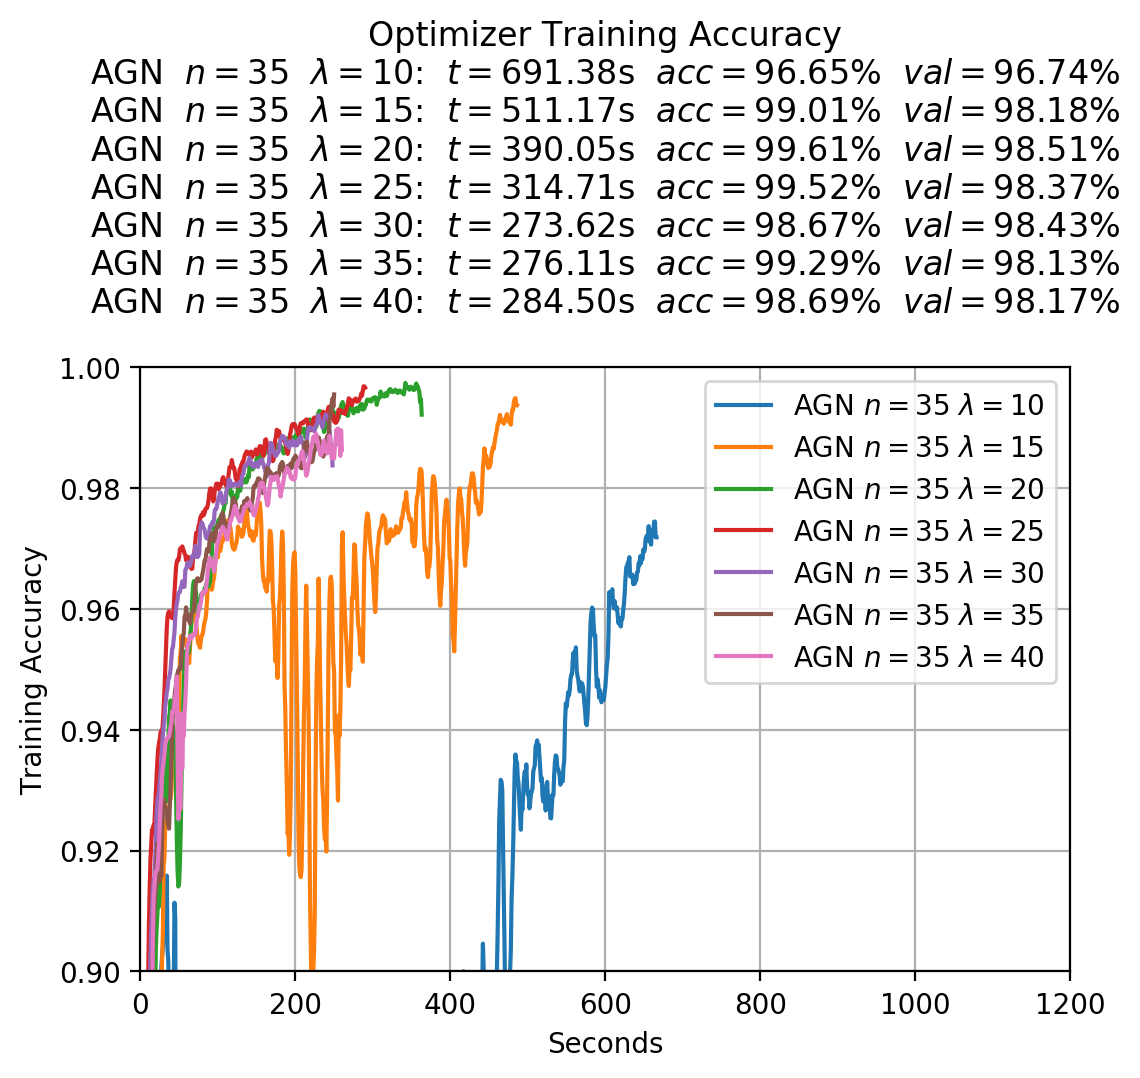 Optimizer Training Accuracy
AGN n = 35 λ = 10: t = 691.38s acc = 96.65% val = 96.74%
AGN n = 35 λ = 15: t = 511.17s acc = 99.01% val = 98.18%
AGN n = 35 λ = 20: t = 390.05s acc = 99.61% val = 98.51%
AGN n = 35 λ = 25: t = 314.71s acc = 99.52% val = 98.37%
AGN n = 35 λ = 30: t = 273.62s acc = 98.67% val = 98.43%
AGN n = 35 λ = 35: t = 276.11s acc = 99.29% val = 98.13%
AGN n = 35 λ = 40: t = 284.50s acc = 98.69% val = 98.17%
1.00
0.98
0.96
0.94
0.92
0.90
Training Accuracy
AGN n = 35 λ = 10
AGN n = 35 λ = 15
AGN n = 35 λ = 20
AGN n = 35 λ = 25
AGN n = 35 λ = 30
AGN n = 35 λ = 35
AGN n = 35 λ = 40
0 200 400 600 800 1000 1200
Seconds